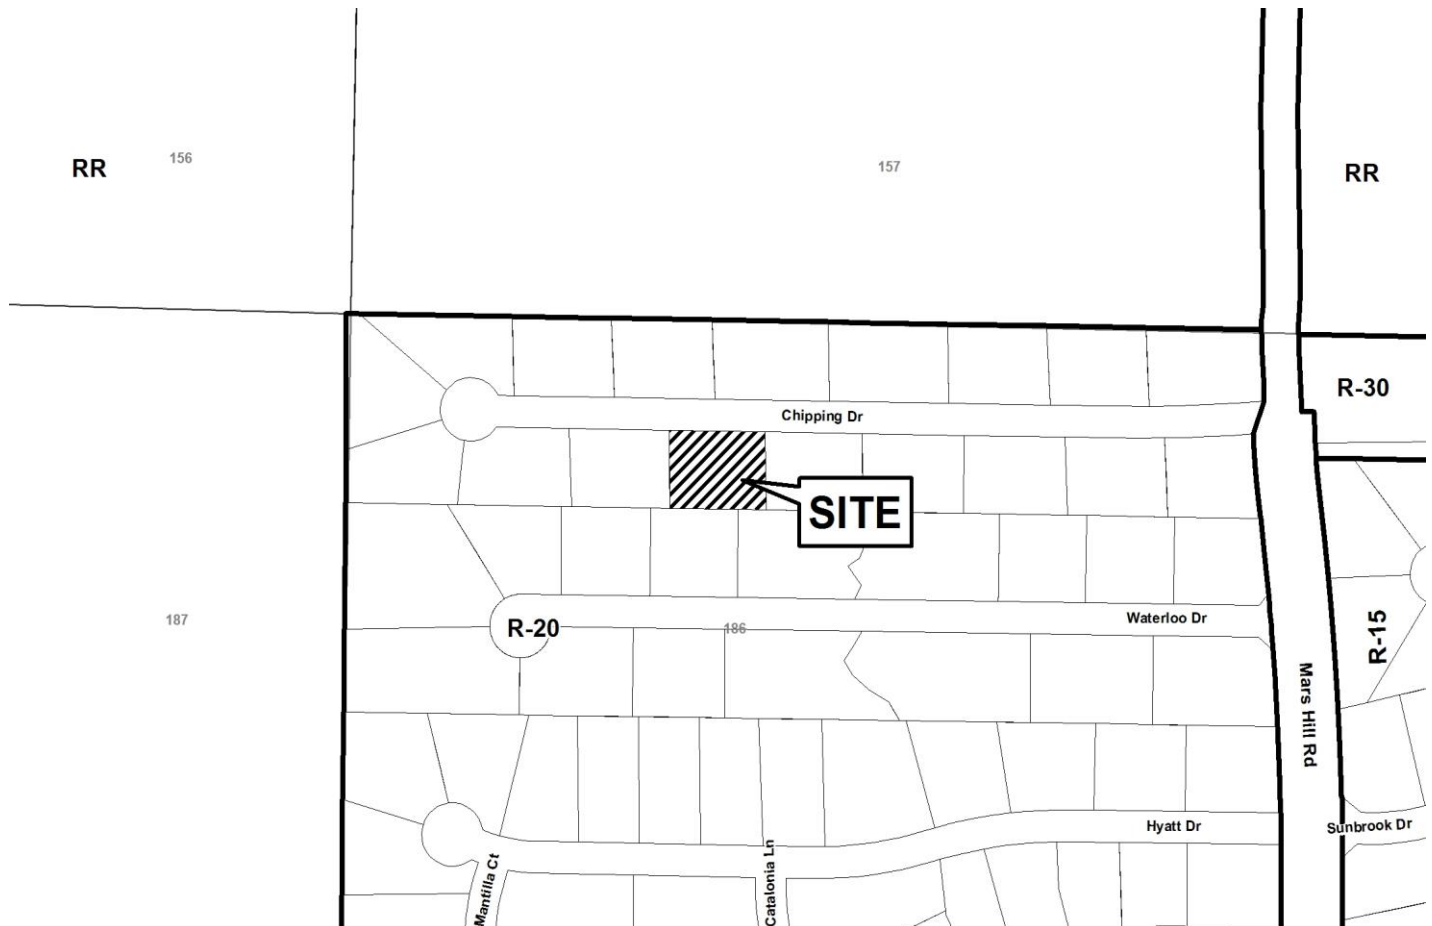 RR
156
157
RR
R-30
Chipping Dr
SITE
187
R-20
186
Waterloo Dr
R-15
Mars Hill Rd
Hyatt Dr
Sunbrook Dr
Mantilla Ct
Catalonia Ln